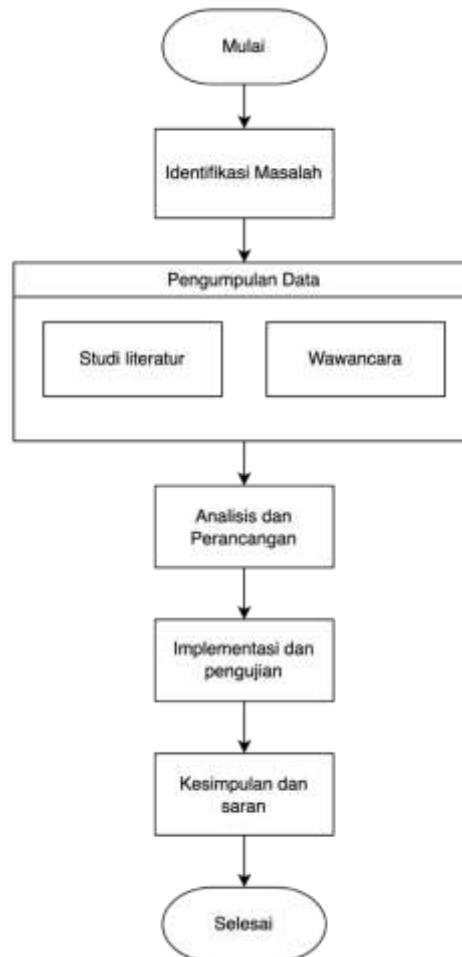 Mulai
Identifikasi Masalah
Pengumpulan Data
Studi literatur
Wawancara
Analisis dan
Perancangan
Implementasi dan
pengujian
Kesimpulan dan
saran
Selesai